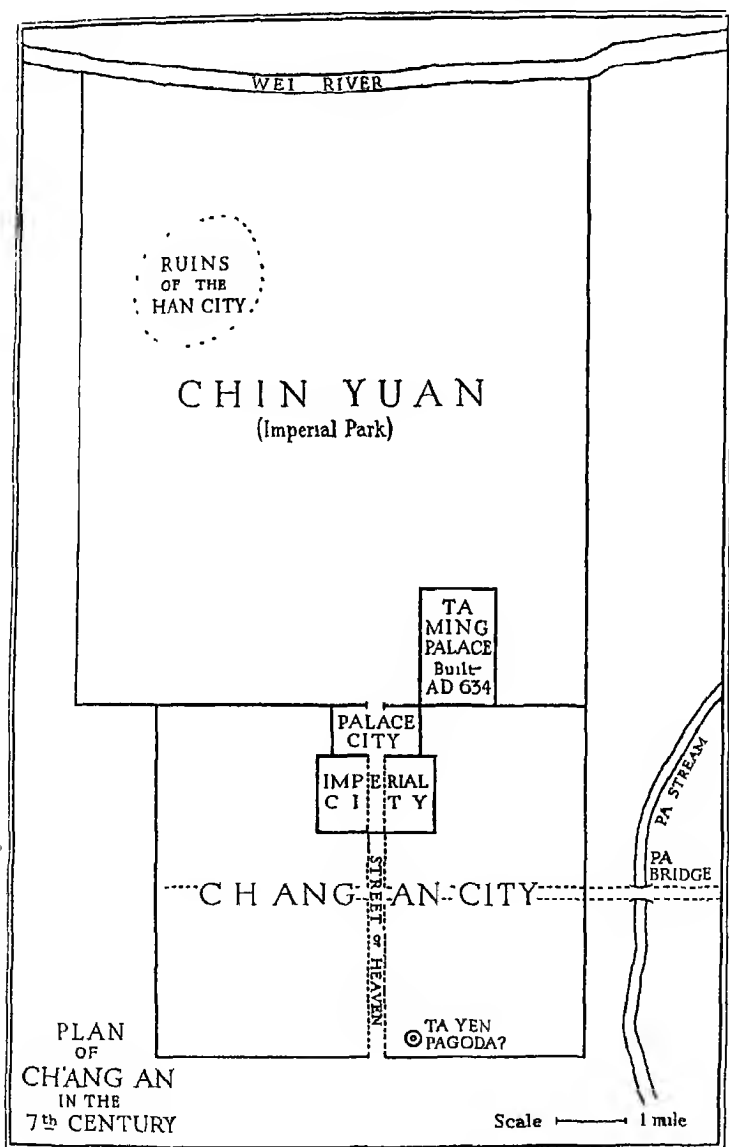 WEI RIVER
RUINS
OF THE
HAN CITY
CHIN YUAN
(Imperial Park)
TA
MING
PALACE
Built
AD 634
PALACE
CITY
IMPERIAL
CITY
PA STREAM
PA
BRIDGE
CHANG AN CITY
STREET of HEAVEN
TA YEN
PAGODA?
PLAN
OF
CH'ANG AN
IN THE
7th CENTURY
Scale 1 mile